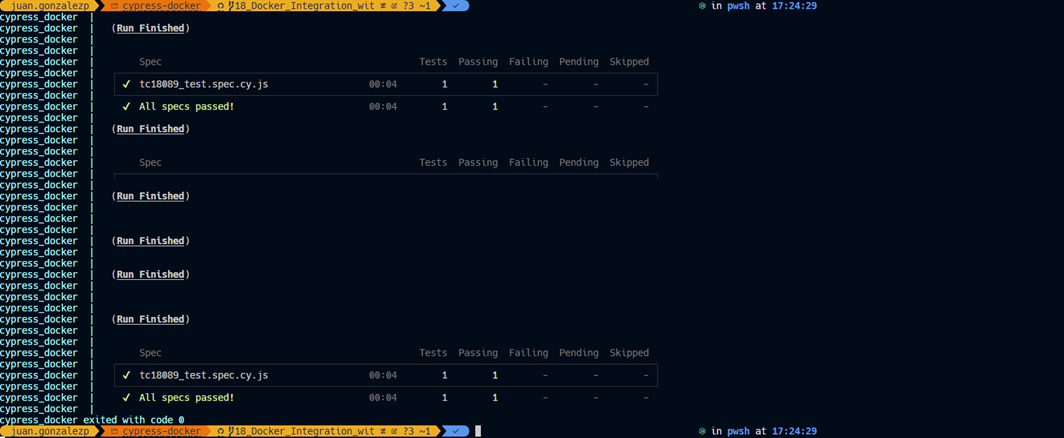 juan.gonzalezp cypress-docker 18_Docker_Integration_wit ≢ ?3 ~1 ✓ in pwsh at 17:24:29
cypress_docker |
cypress_docker | (Run Finished)
cypress_docker |
cypress_docker |
cypress_docker | Spec Tests Passing Failing Pending Skipped
cypress_docker |
cypress_docker | ✓ tc18089_test.spec.cy.js 00:04 1 1 - - -
cypress_docker |
cypress_docker | ✓ All specs passed! 00:04 1 1 - - -
cypress_docker |
cypress_docker | (Run Finished)
cypress_docker |
cypress_docker |
cypress_docker | Spec Tests Passing Failing Pending Skipped
cypress_docker |
cypress_docker |
cypress_docker | (Run Finished)
cypress_docker |
cypress_docker |
cypress_docker |
cypress_docker | (Run Finished)
cypress_docker |
cypress_docker |
cypress_docker | (Run Finished)
cypress_docker |
cypress_docker |
cypress_docker |
cypress_docker | (Run Finished)
cypress_docker |
cypress_docker |
cypress_docker | Spec Tests Passing Failing Pending Skipped
cypress_docker |
cypress_docker | ✓ tc18089_test.spec.cy.js 00:04 1 1 - - -
cypress_docker |
cypress_docker | ✓ All specs passed! 00:04 1 1 - - -
cypress_docker |
cypress_docker exited with code 0
juan.gonzalezp cypress-docker 18_Docker_Integration_wit ≢ ?3 ~1 ✓ in pwsh at 17:24:29